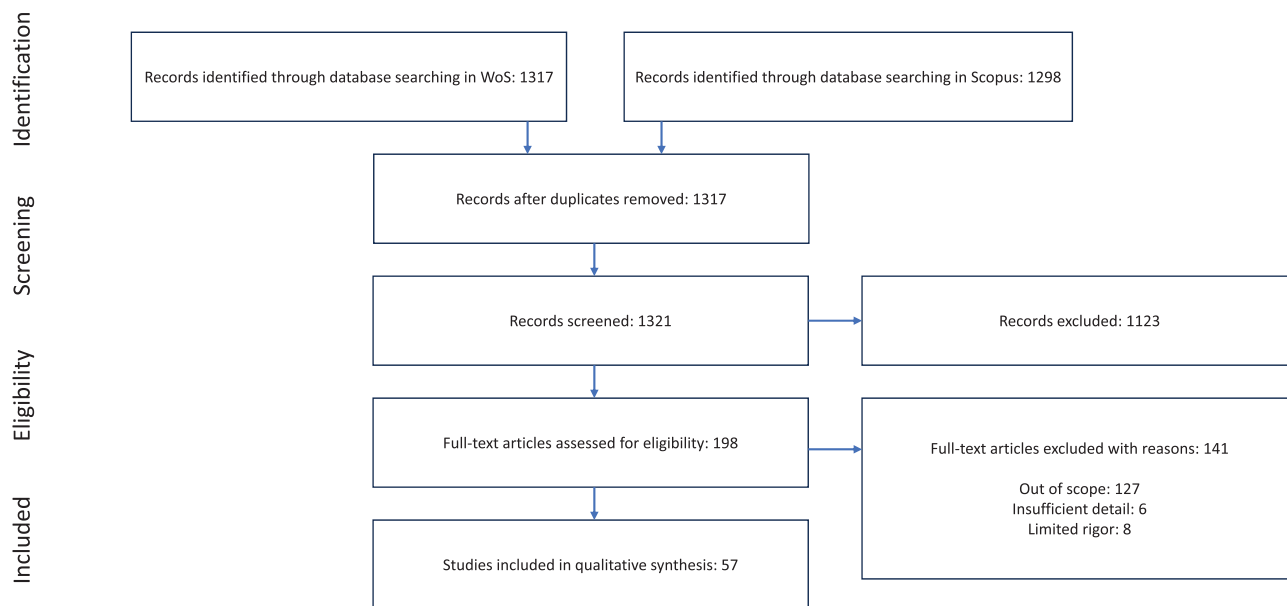 Identification
Records identified through database searching in WoS: 1317
Records identified through database searching in Scopus: 1298
Records after duplicates removed: 1317
Screening
Records screened: 1321
Records excluded: 1123
Eligibility
Full-text articles assessed for eligibility: 198
Full-text articles excluded with reasons: 141
Out of scope: 127
Insufficient detail: 6
Limited rigor: 8
Included
Studies included in qualitative synthesis: 57